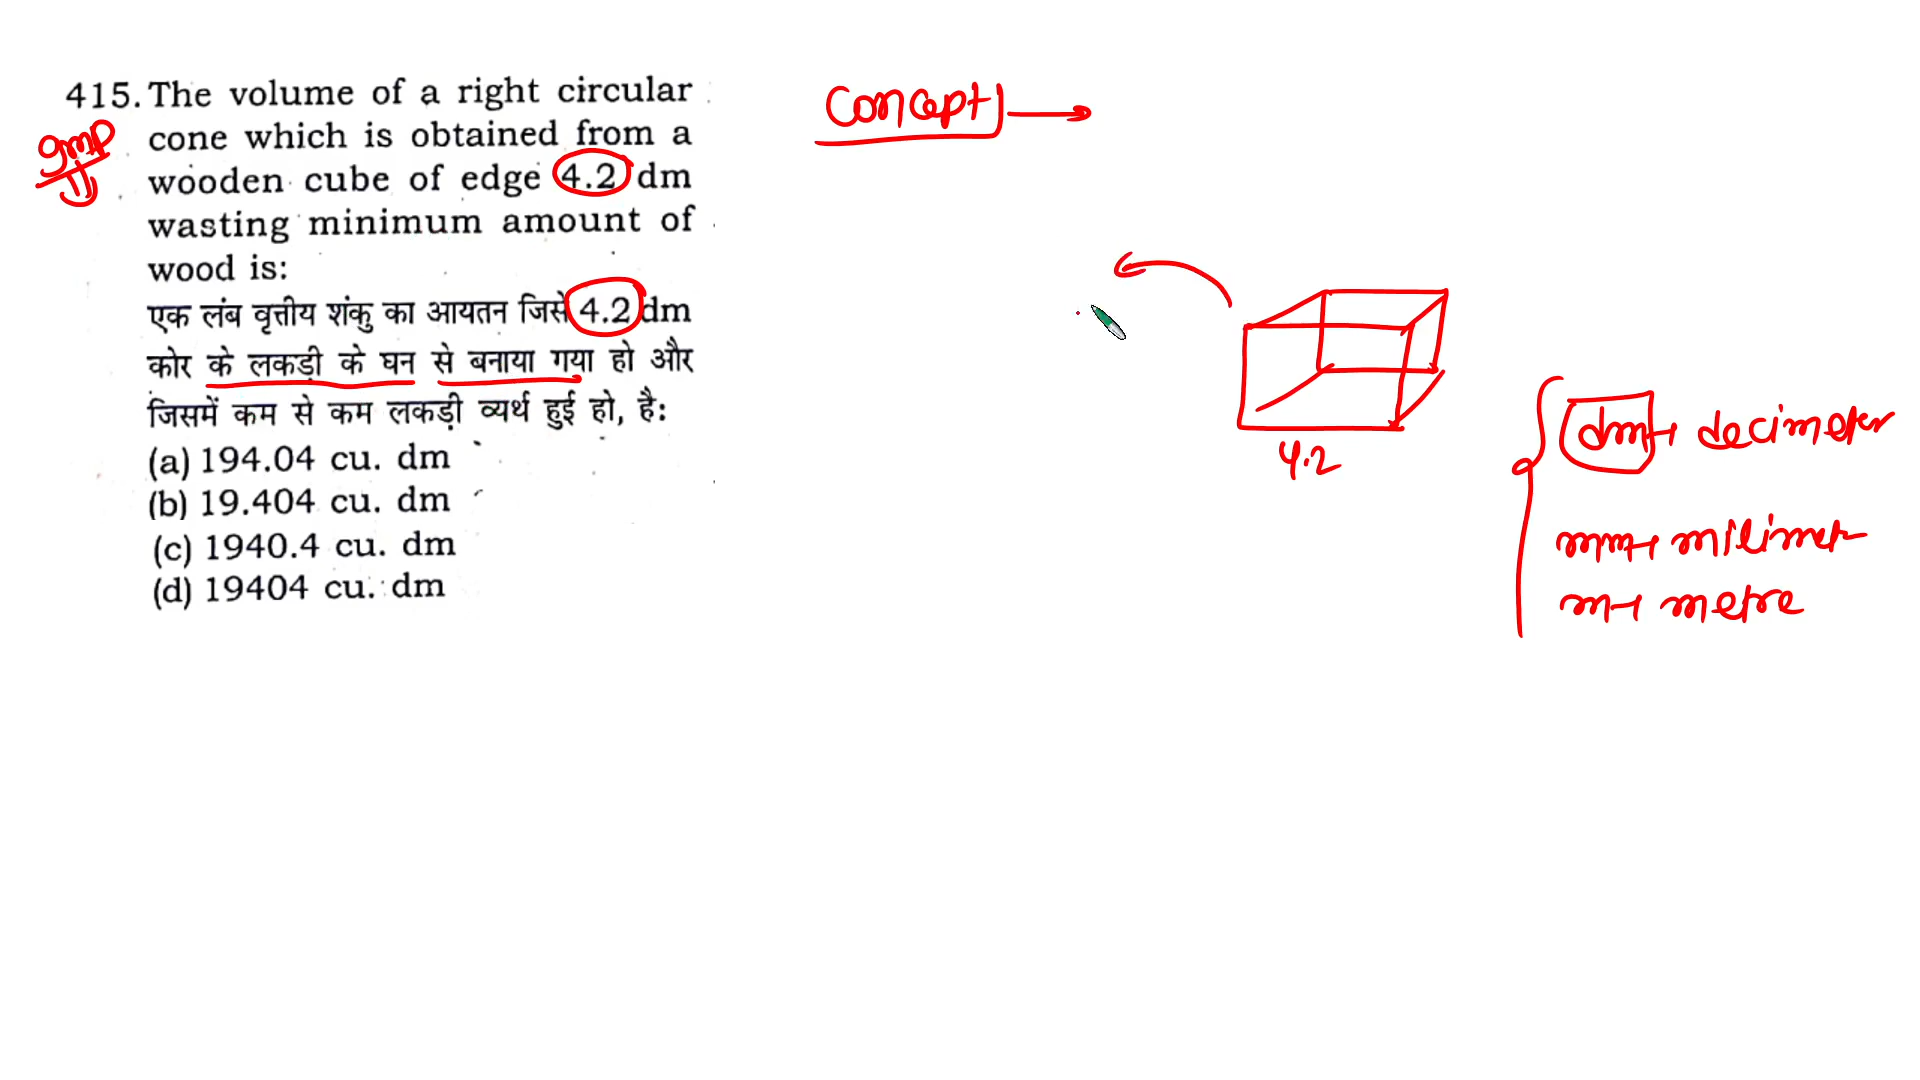 415. The volume of a right circular
cone which is obtained from a
wooden cube of edge 4.2 dm
wasting minimum amount of
wood is:
एक लंब वृत्तीय शंकु का आयतन जिसे 4.2 dm
कोर के लकड़ी के घन से बनाया गया हो और
जिसमें कम से कम लकड़ी व्यर्थ हुई हो, है:
(a) 194.04 cu. dm
(b) 19.404 cu. dm
(c) 1940.4 cu. dm
(d) 19404 cu. dm
Imp
Concept →
4.2
dm → decimeter
mm → milimet
m → metre